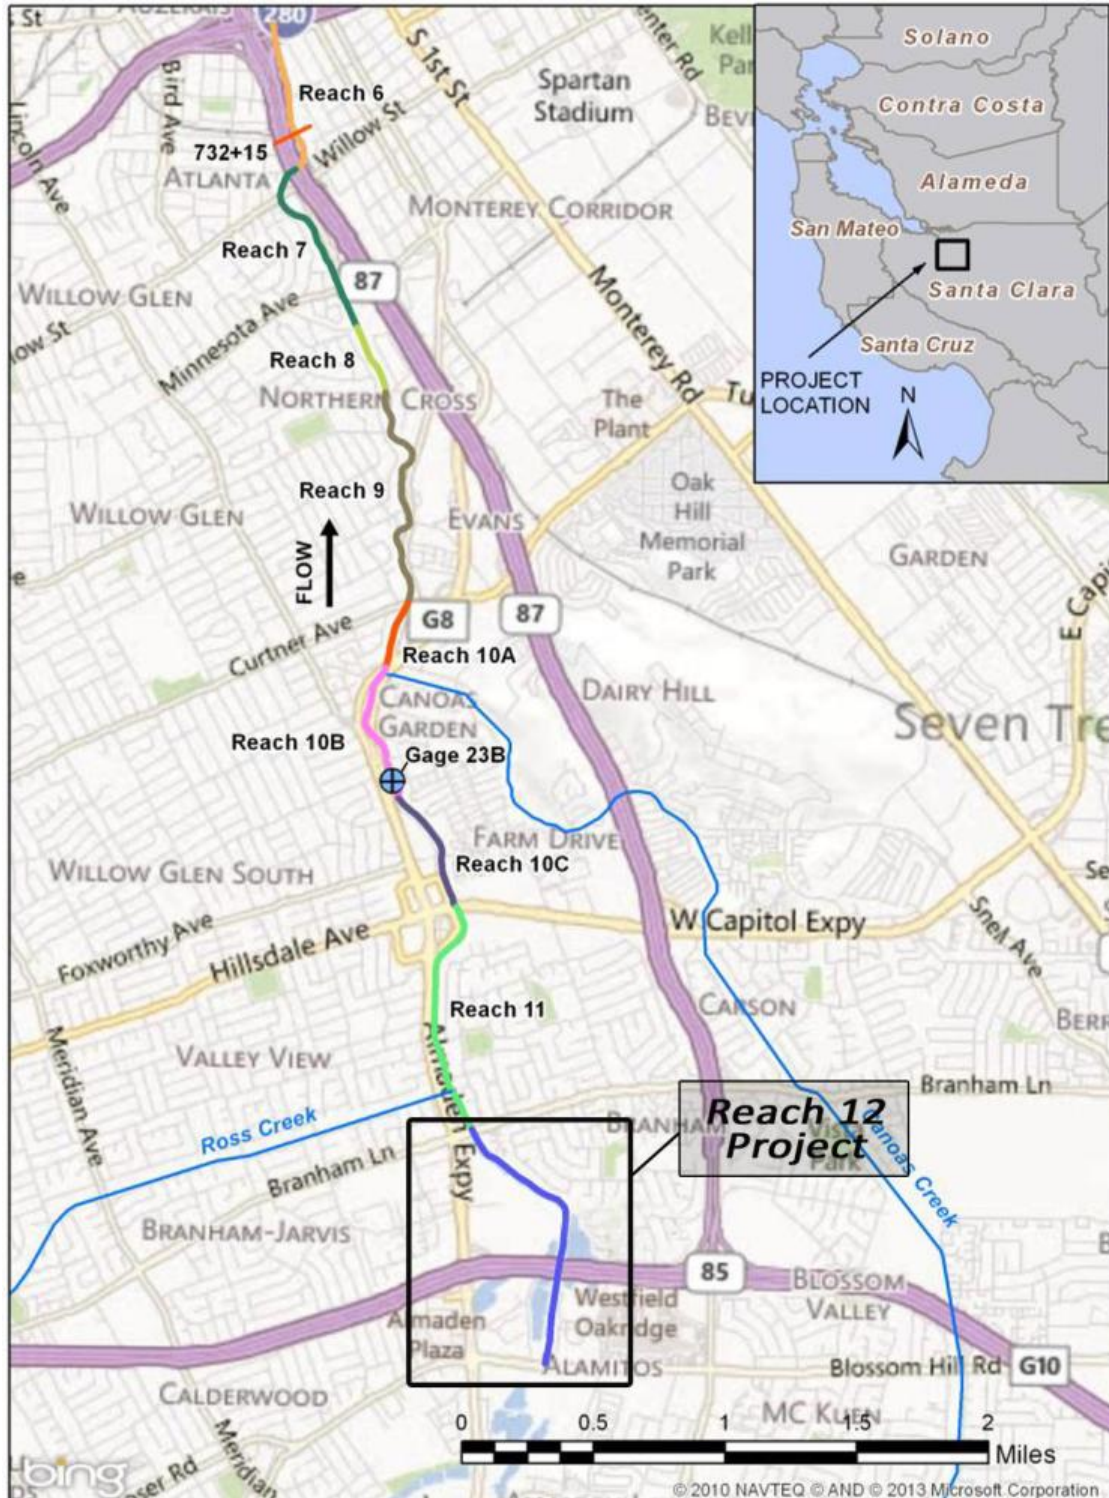 St
AUZERAIS
280
S 1st St
Reach 6
Bird Ave
Lincoln Ave
732+15
Willow St
ATLANTA
Spartan
Stadium
MONTEREY CORRIDOR
Reach 7
87
WILLOW GLEN
Minnesota Ave
Monterey Rd
Reach 8
NORTHERN CROSS
The
Plant
Reach 9
WILLOW GLEN
EVANS
Oak
Hill
Memorial
Park
GARDEN
FLOW
G8
87
Curtner Ave
Reach 10A
CANOAS
GARDEN
DAIRY HILL
Reach 10B
Gage 23B
FARM DRIVE
Reach 10C
WILLOW GLEN SOUTH
Foxworthy Ave
Hillsdale Ave
W Capitol Expy
Snell Ave
Reach 11
CARSON
Almaden Expy
VALLEY VIEW
Meridian Ave
Branham Ln
Ross Creek
BRANHAM
Reach 12
Project
Vista
Park
Canoas Creek
Branham Ln
BRANHAM-JARVIS
85
BLOSSOM
VALLEY
Westfield
Oakridge
Almaden
Plaza
ALAMITOS
Blossom Hill Rd
G10
CALDERWOOD
MC KUEN
Meridian
0 0.5 1 1.5 2
Miles
bing
© 2010 NAVTEQ © AND © 2013 Microsoft Corporation
Solano
Contra Costa
Alameda
San Mateo
Santa Clara
Santa Cruz
PROJECT
LOCATION
N